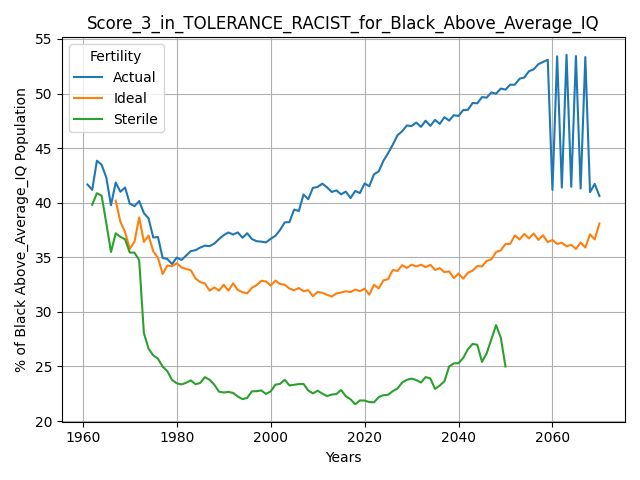 Score_3_in_TOLERANCE_RACIST_for_Black_Above_Average_IQ
% of Black Above_Average_IQ Population
55
50
45
40
35
30
25
20
Fertility
Actual
Ideal
Sterile
1960 1980 2000 2020 2040 2060
Years